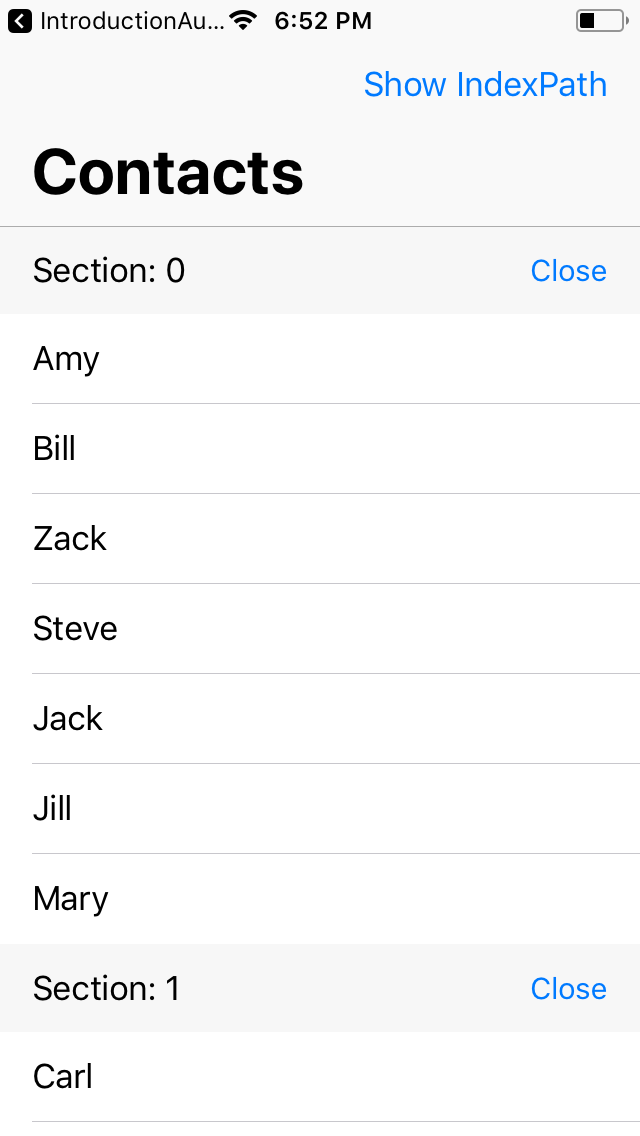 IntroductionAu... 6:52 PM
Show IndexPath
Contacts
Section: 0 Close
Amy
Bill
Zack
Steve
Jack
Jill
Mary
Section: 1 Close
Carl